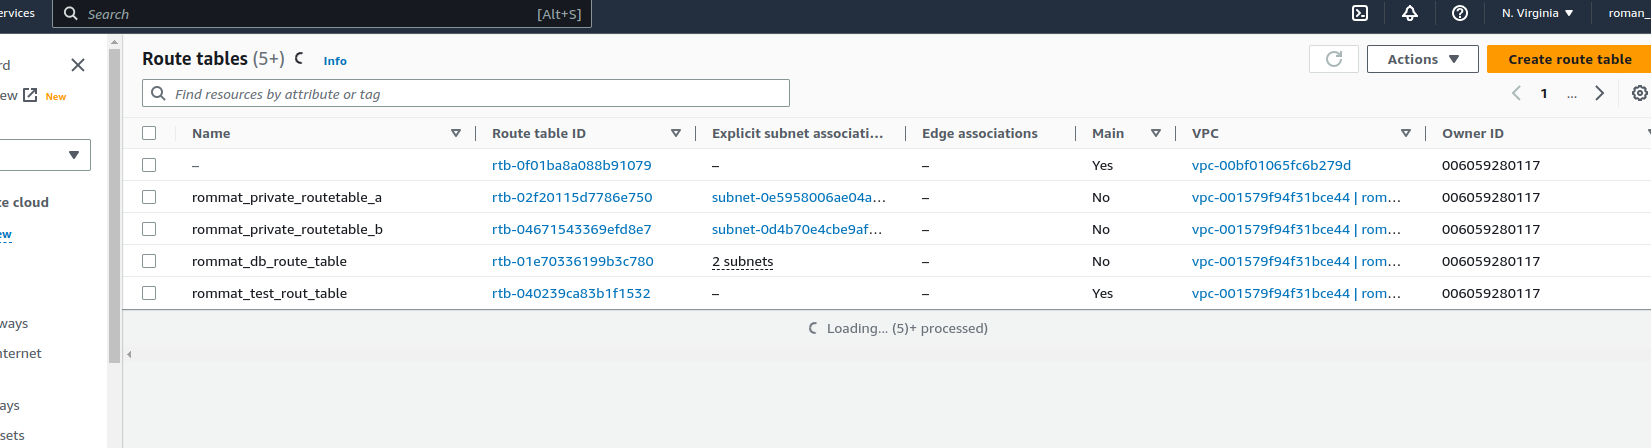 ervices Search [Alt+S] N. Virginia roman_
rd
ew New
te cloud
ew
ways
nternet
ays
sets
Route tables (5+) Info Actions Create route table
Find resources by attribute or tag 1 ...
Name Route table ID Explicit subnet associati... Edge associations Main VPC Owner ID
– rtb-0f01ba8a088b91079 – – Yes vpc-00bf01065fc6b279d 006059280117
rommat_private_routetable_a rtb-02f20115d7786e750 subnet-0e5958006ae04a... – No vpc-001579f94f31bce44 | rom... 006059280117
rommat_private_routetable_b rtb-04671543369efd8e7 subnet-0d4b70e4cbe9af... – No vpc-001579f94f31bce44 | rom... 006059280117
rommat_db_route_table rtb-01e70336199b3c780 2 subnets – No vpc-001579f94f31bce44 | rom... 006059280117
rommat_test_rout_table rtb-040239ca83b1f1532 – – Yes vpc-001579f94f31bce44 | rom... 006059280117
Loading... (5)+ processed)